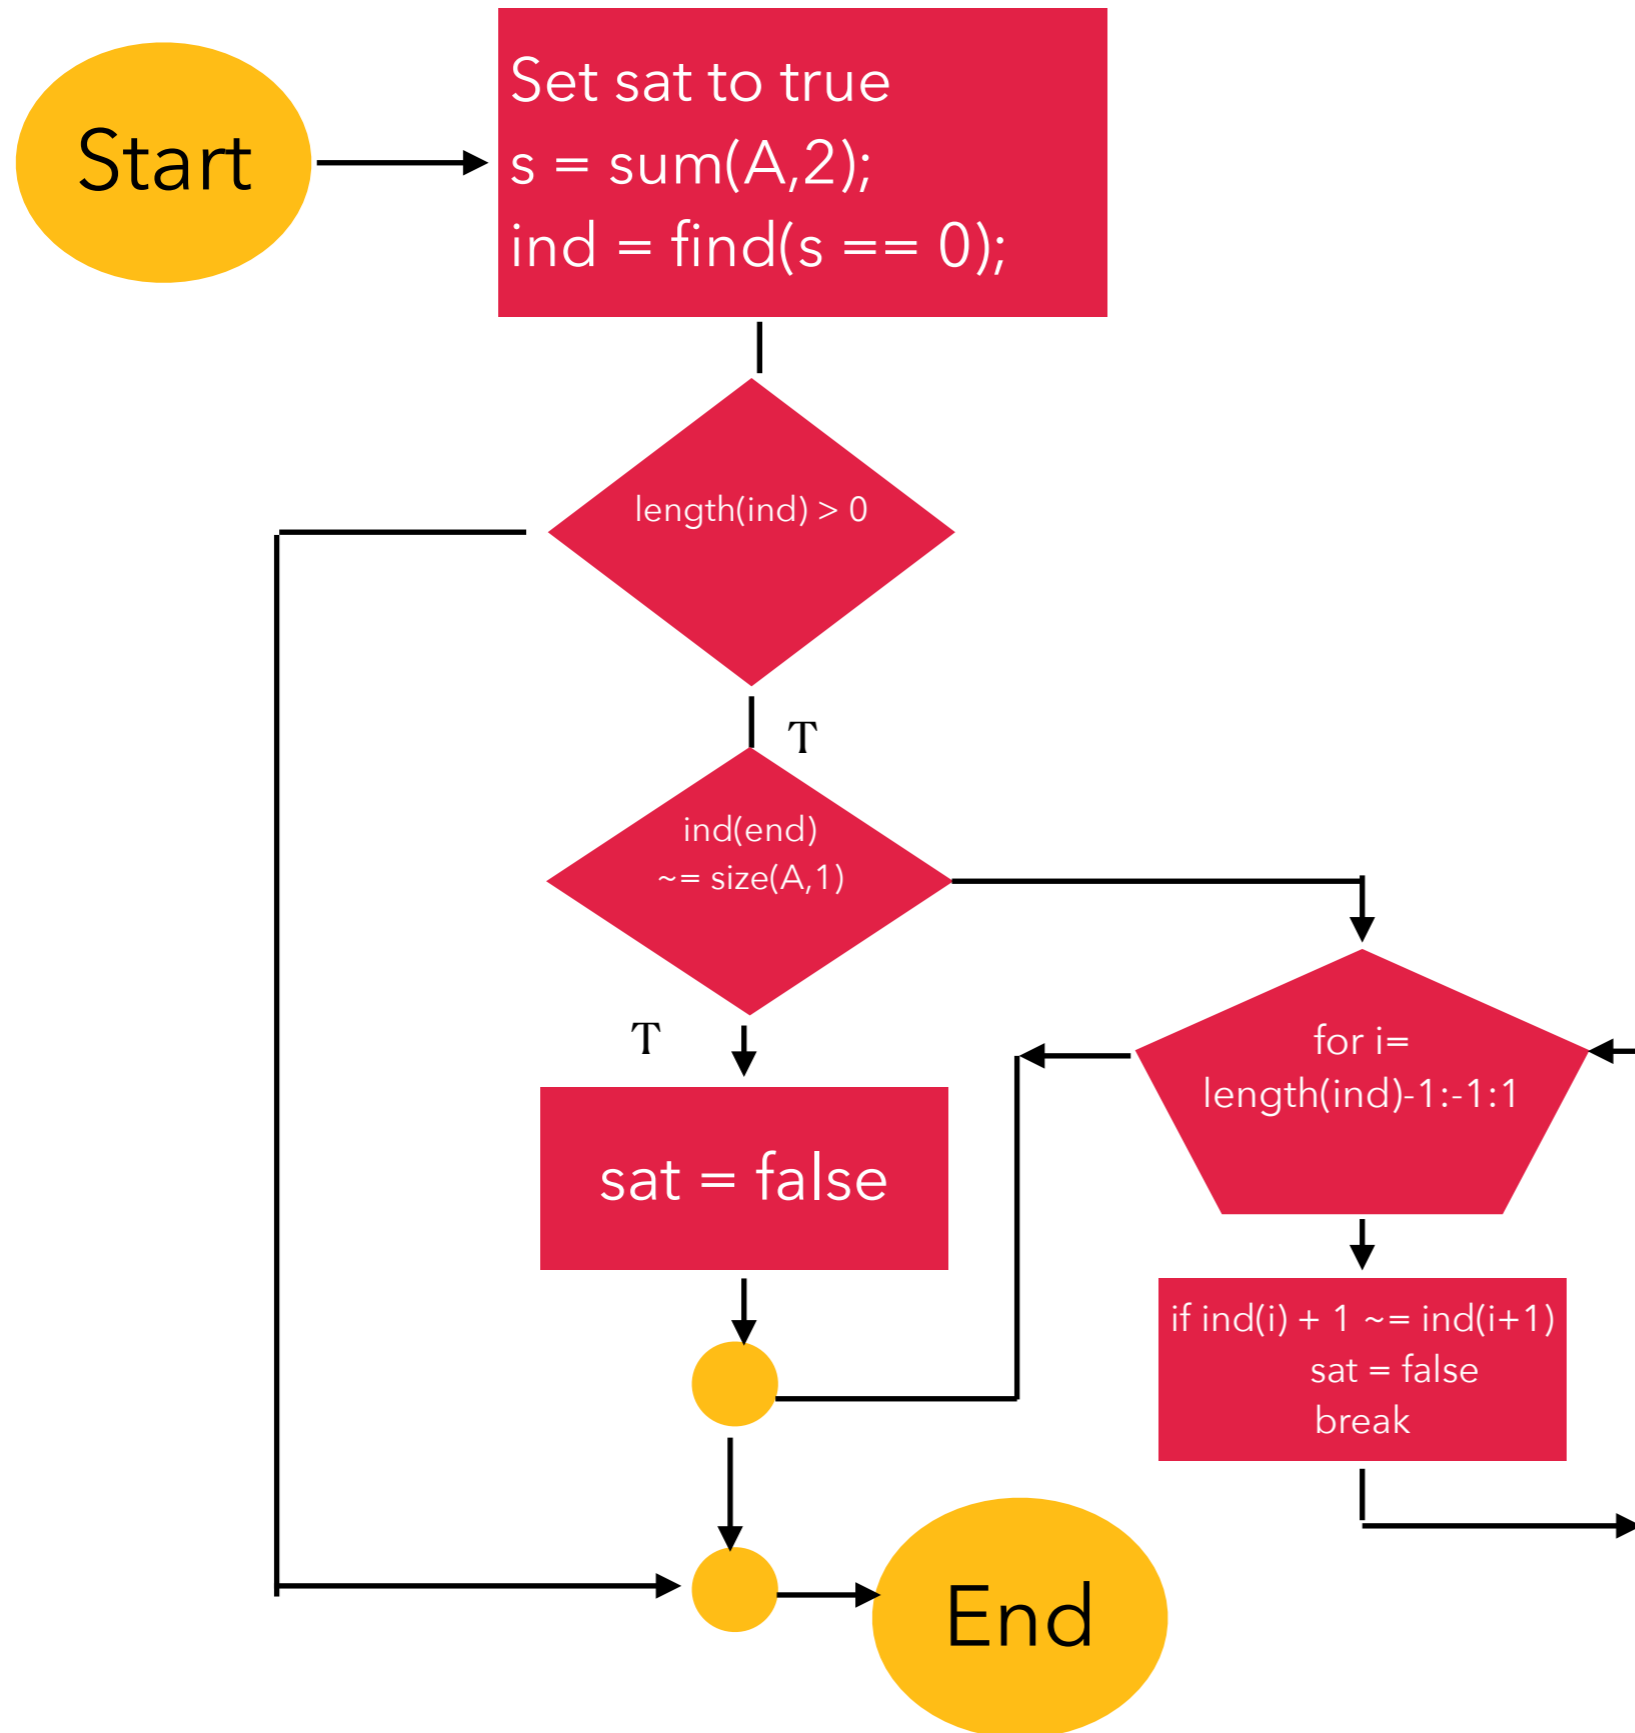 Start
Set sat to true
s = sum(A,2);
ind = find(s == 0);
length(ind) > 0
T
ind(end)
~= size(A,1)
T
sat = false
for i=
length(ind)-1:-1:1
if ind(i) + 1 ~= ind(i+1)
sat = false
break
End